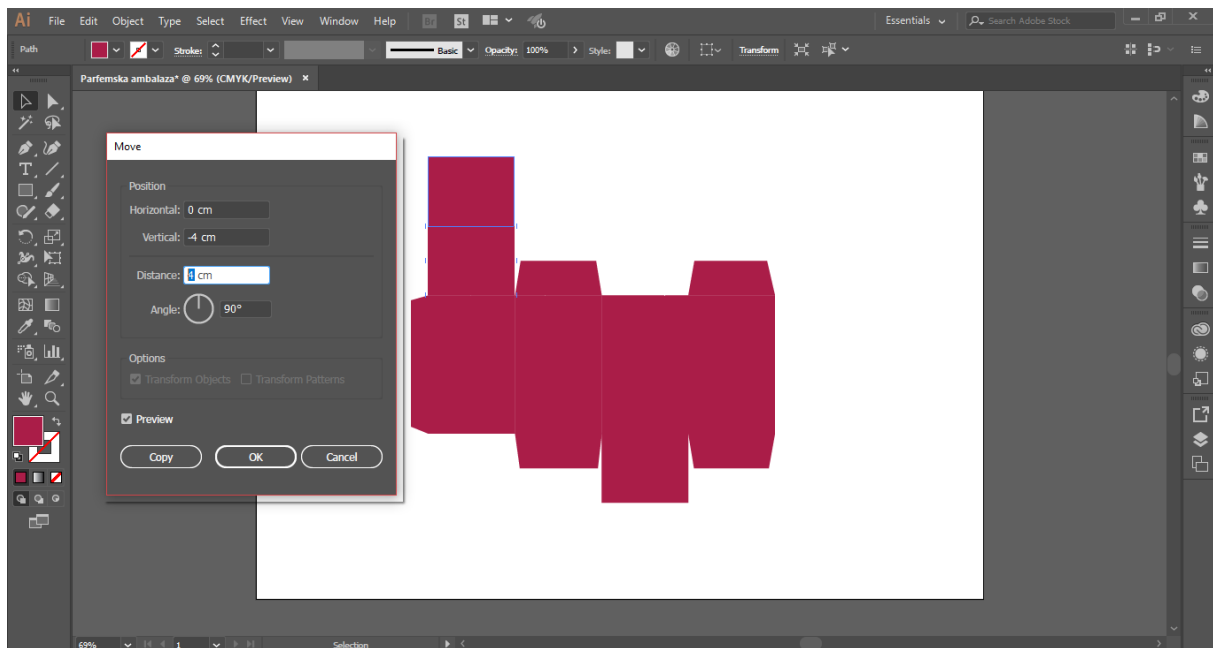 Ai File Edit Object Type Select Effect View Window Help Br St Essentials Search Adobe Stock
Path Stroke: Basic Opacity: 100% Style: Transform
Parfemska ambalaza* @ 69% (CMYK/Preview) ×
Move
Position
Horizontal: 0 cm
Vertical: -4 cm
Distance: 4 cm
Angle: 90°
Options
Transform Objects Transform Patterns
Preview
Copy OK Cancel
69% 1 Selection